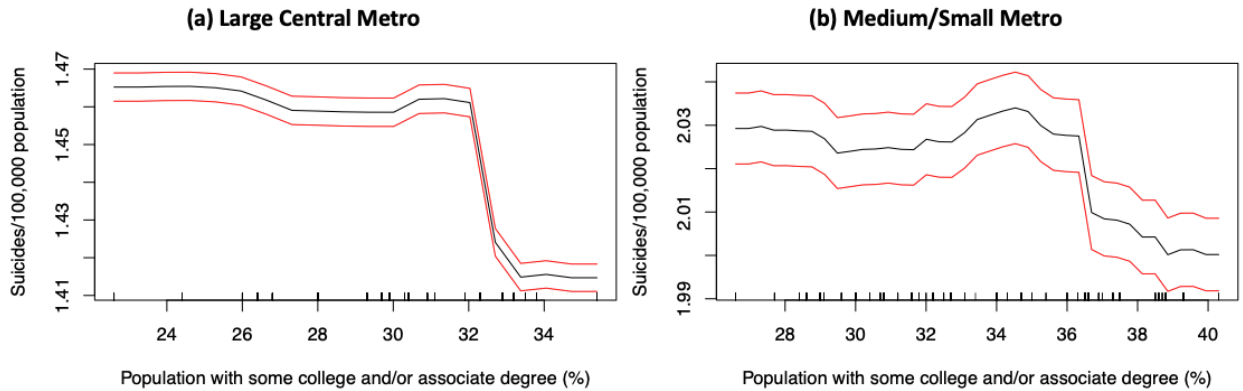 (a) Large Central Metro
Suicides/100,000 population
1.47
1.45
1.43
1.41
24 26 28 30 32 34
Population with some college and/or associate degree (%)
(b) Medium/Small Metro
Suicides/100,000 population
2.03
2.01
1.99
28 30 32 34 36 38 40
Population with some college and/or associate degree (%)